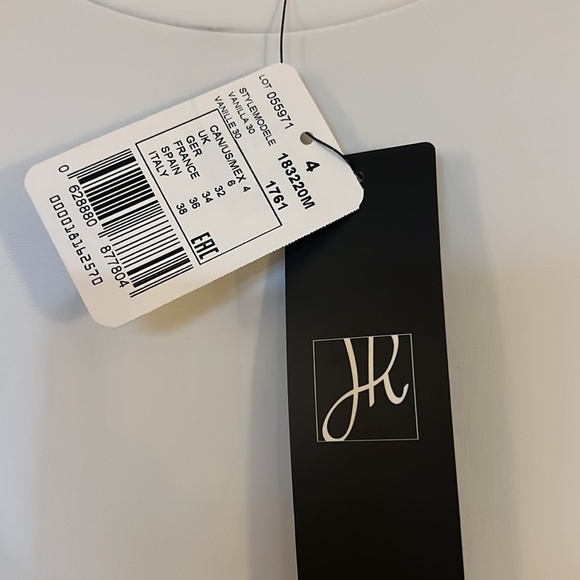 LOT 055971
4
STYLE/MODELE 183220M
VANILLA 30 1761
VANILLE 30
CAN/US/MEX 4
UK 6
GER 32
FRANCE 34
SPAIN 36
ITALY 38
EAC
0 628880 877804
000018162570
JR